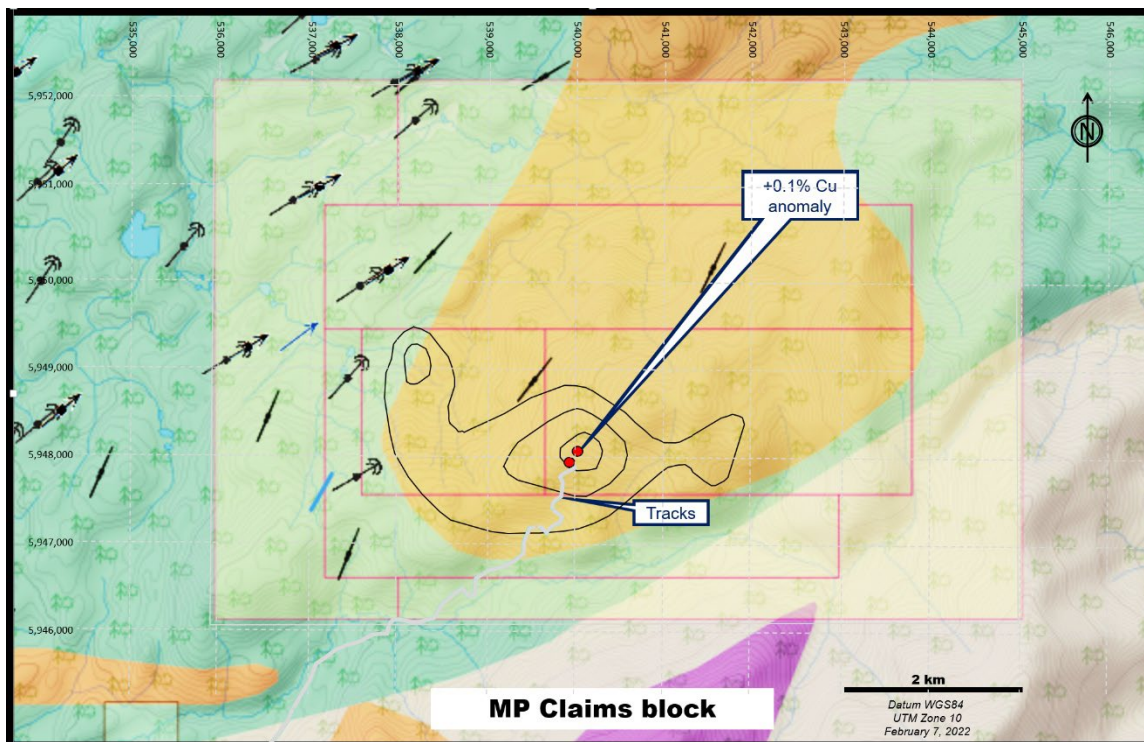 535,000
536,000
537,000
538,000
539,000
540,000
541,000
542,000
543,000
544,000
545,000
546,000
5,952,000
5,951,000
5,950,000
5,949,000
5,948,000
5,947,000
5,946,000
N
+0.1% Cu
anomaly
Tracks
MP Claims block
2 km
Datum WGS84
UTM Zone 10
February 7, 2022